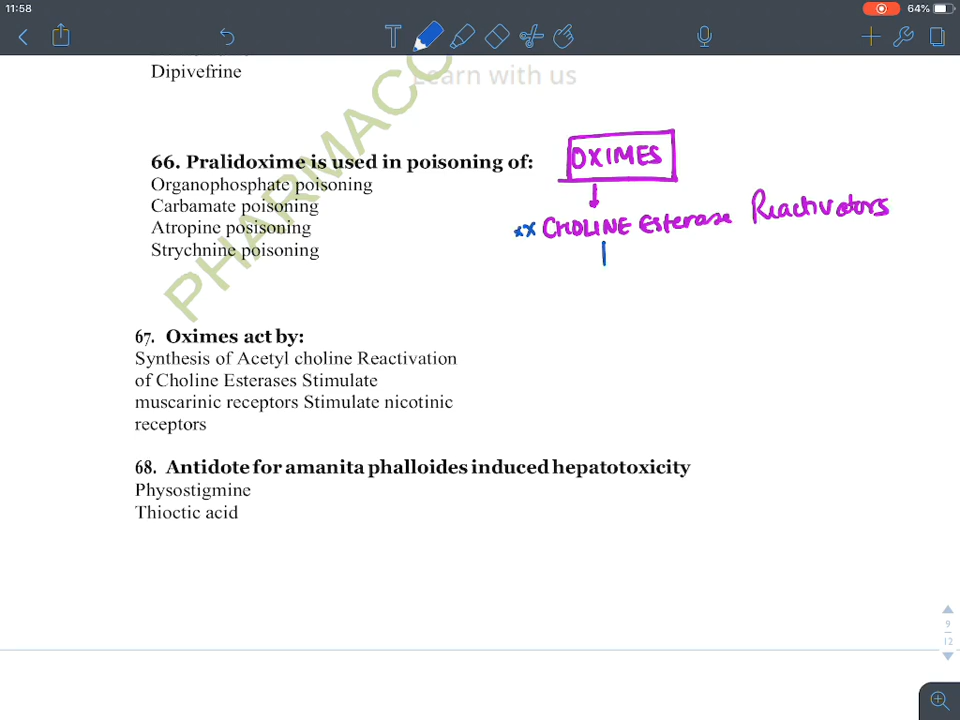 11:58
64%
T
Dipivefrine
Learn with us
PHARMACO
66. Pralidoxime is used in poisoning of:
OXIMES
Organophosphate poisoning
Carbamate poisoning
CHOLINE Esterase Reactivators
Atropine posisoning
Strychnine poisoning
67. Oximes act by:
Synthesis of Acetyl choline Reactivation
of Choline Esterases Stimulate
muscarinic receptors Stimulate nicotinic
receptors
68. Antidote for amanita phalloides induced hepatotoxicity
Physostigmine
Thioctic acid
9
12